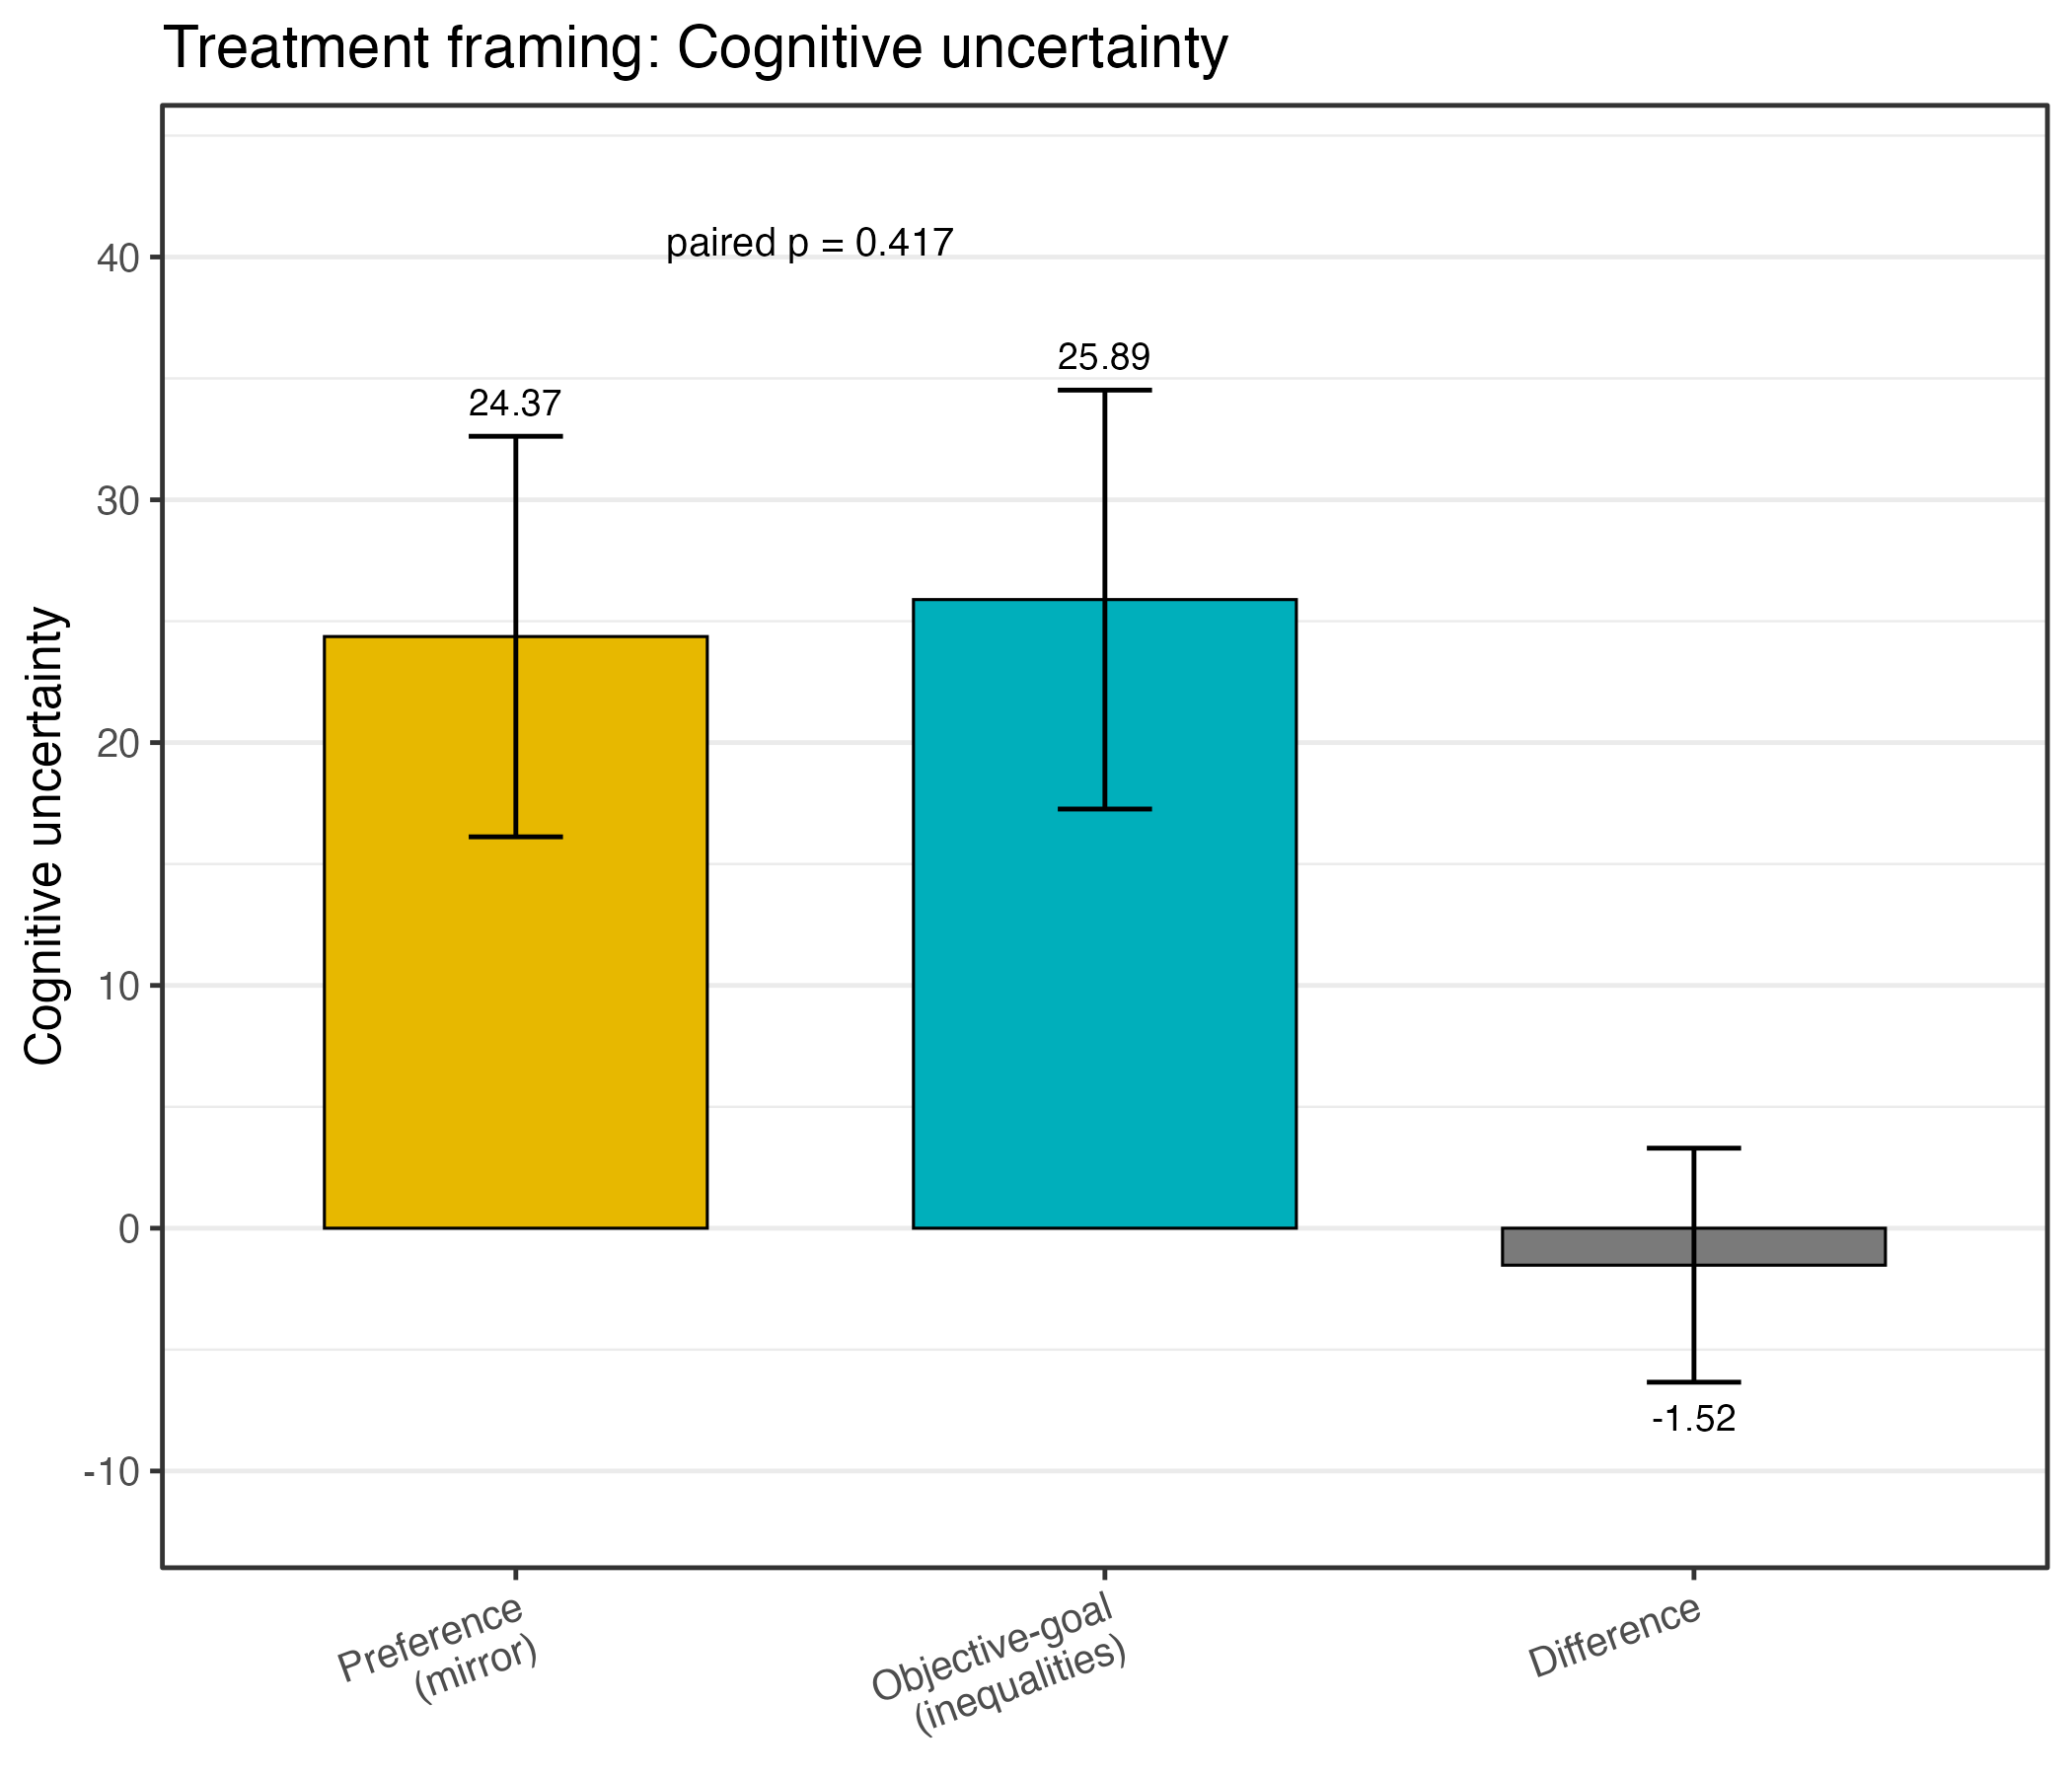 Treatment framing: Cognitive uncertainty
paired p = 0.417
25.89
24.37
-1.52
Cognitive uncertainty
40
30
20
10
0
-10
Preference
(mirror)
Objective-goal
(inequalities)
Difference